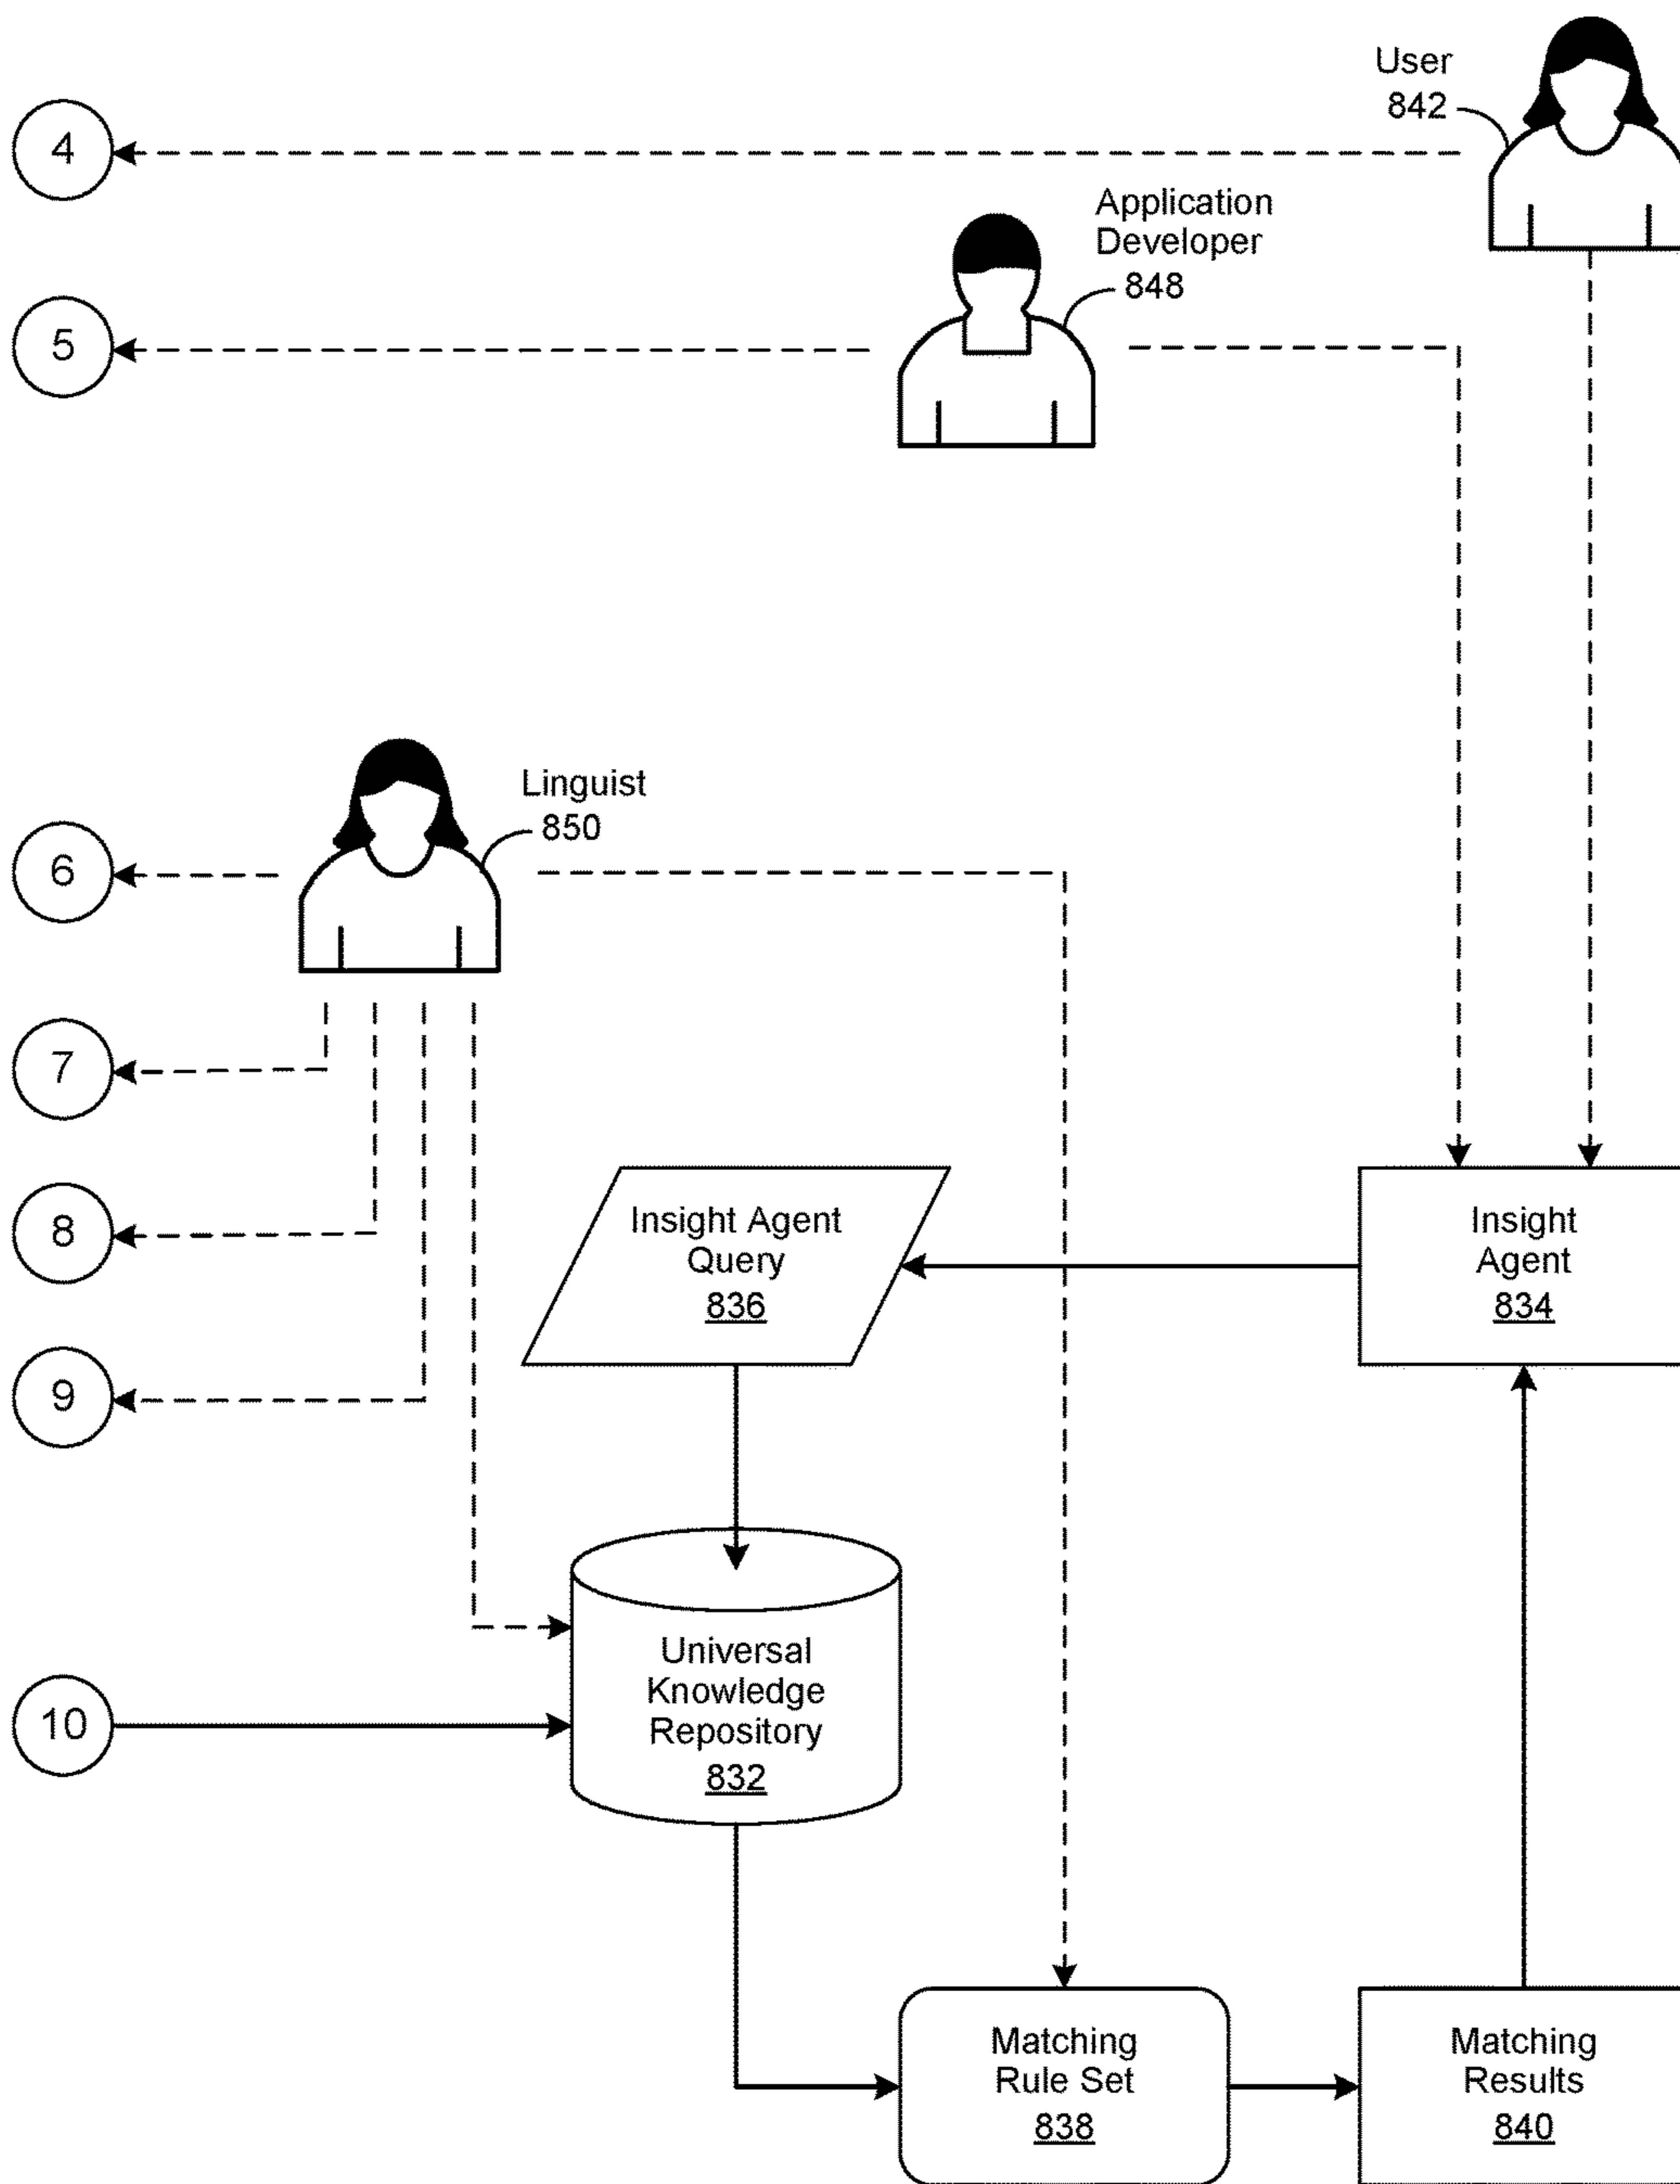 User
842
4
Application
Developer
848
5
Linguist
850
6
7
Insight Agent
Query
836
Insight
Agent
834
8
9
Universal
Knowledge
Repository
832
10
Matching
Rule Set
838
Matching
Results
840